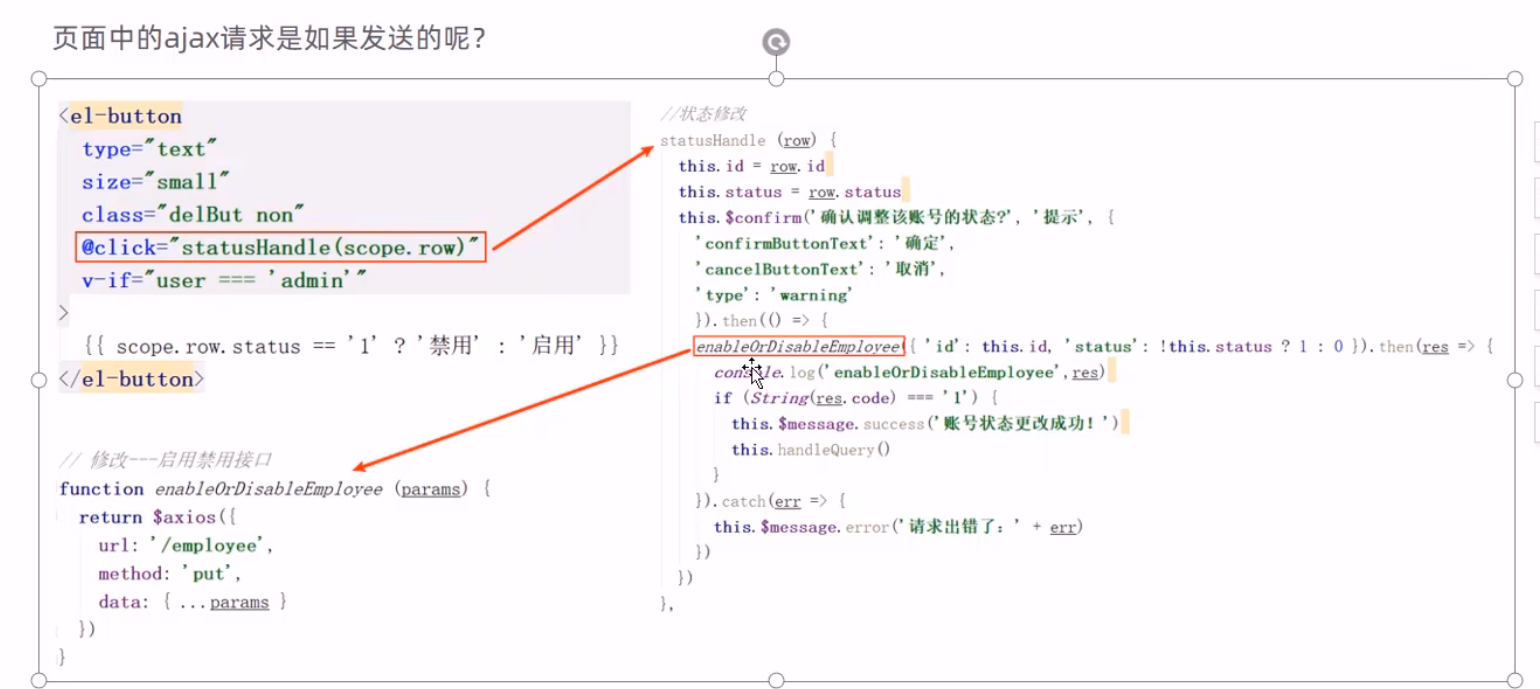 页面中的ajax请求是如果发送的呢?
<el-button
type="text"
size="small"
class="delBut non"
@click="statusHandle(scope.row)"
v-if="user === 'admin'"
>
{{ scope.row.status == '1' ? '禁用' : '启用' }}
</el-button>
// 修改---启用禁用接口
function enableOrDisableEmployee (params) {
return $axios({
url: '/employee',
method: 'put',
data: { ...params }
})
}
//状态修改
statusHandle (row) {
this.id = row.id
this.status = row.status
this.$confirm('确认调整该账号的状态?', '提示', {
'confirmButtonText': '确定',
'cancelButtonText': '取消',
'type': 'warning'
}).then(() => {
enableOrDisableEmployee({ 'id': this.id, 'status': !this.status ? 1 : 0 }).then(res => {
console.log('enableOrDisableEmployee',res)
if (String(res.code) === '1') {
this.$message.success('账号状态更改成功！')
this.handleQuery()
}
}).catch(err => {
this.$message.error('请求出错了：' + err)
})
})
},